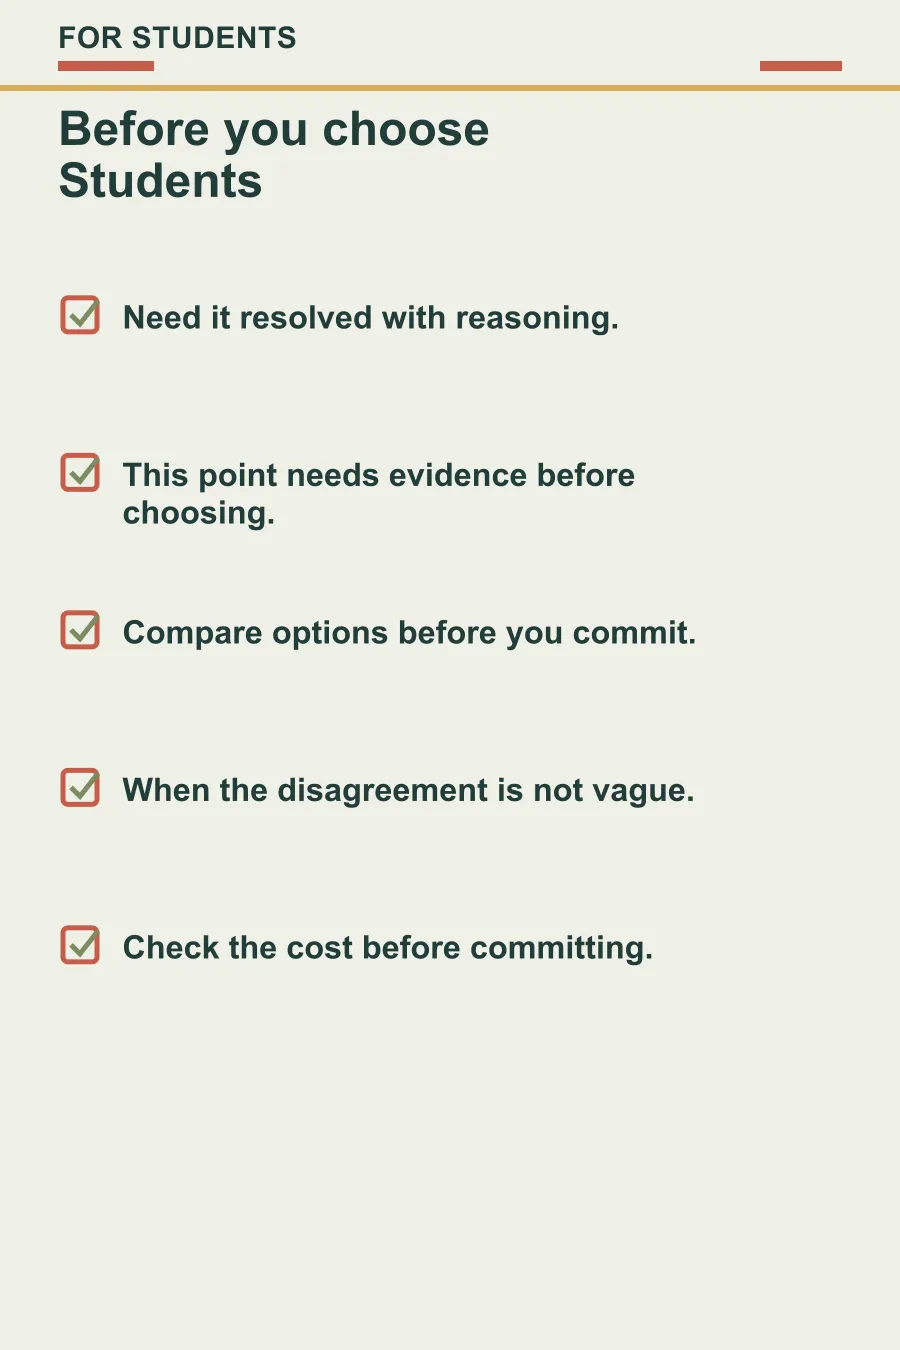 FOR STUDENTS
Before you choose
Students
Need it resolved with reasoning.
This point needs evidence before
choosing.
Compare options before you commit.
When the disagreement is not vague.
Check the cost before committing.